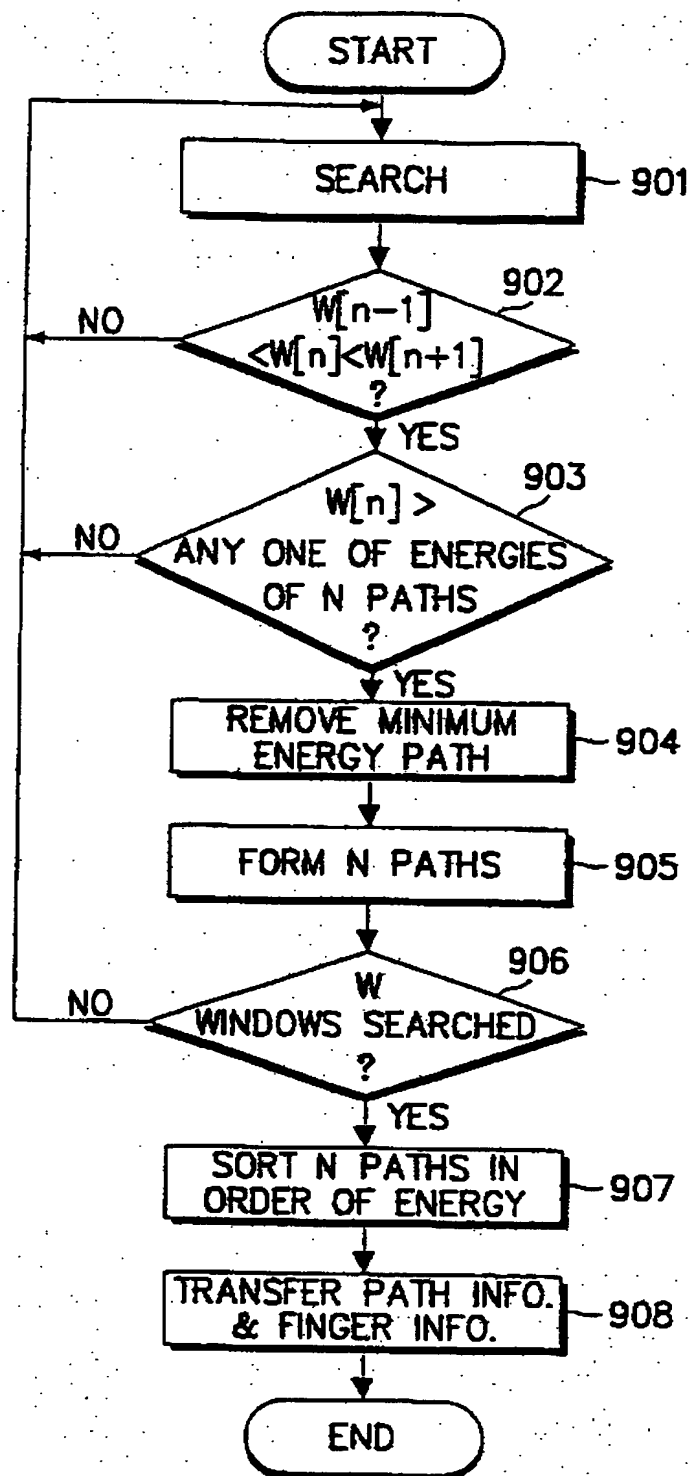 START
SEARCH
901
902
W[n-1]
<W[n]<W[n+1]
?
NO
YES
903
W[n] >
ANY ONE OF ENERGIES
OF N PATHS
?
NO
YES
REMOVE MINIMUM
ENERGY PATH
904
FORM N PATHS
905
906
W
WINDOWS SEARCHED
?
NO
YES
SORT N PATHS IN
ORDER OF ENERGY
907
TRANSFER PATH INFO.
& FINGER INFO.
908
END